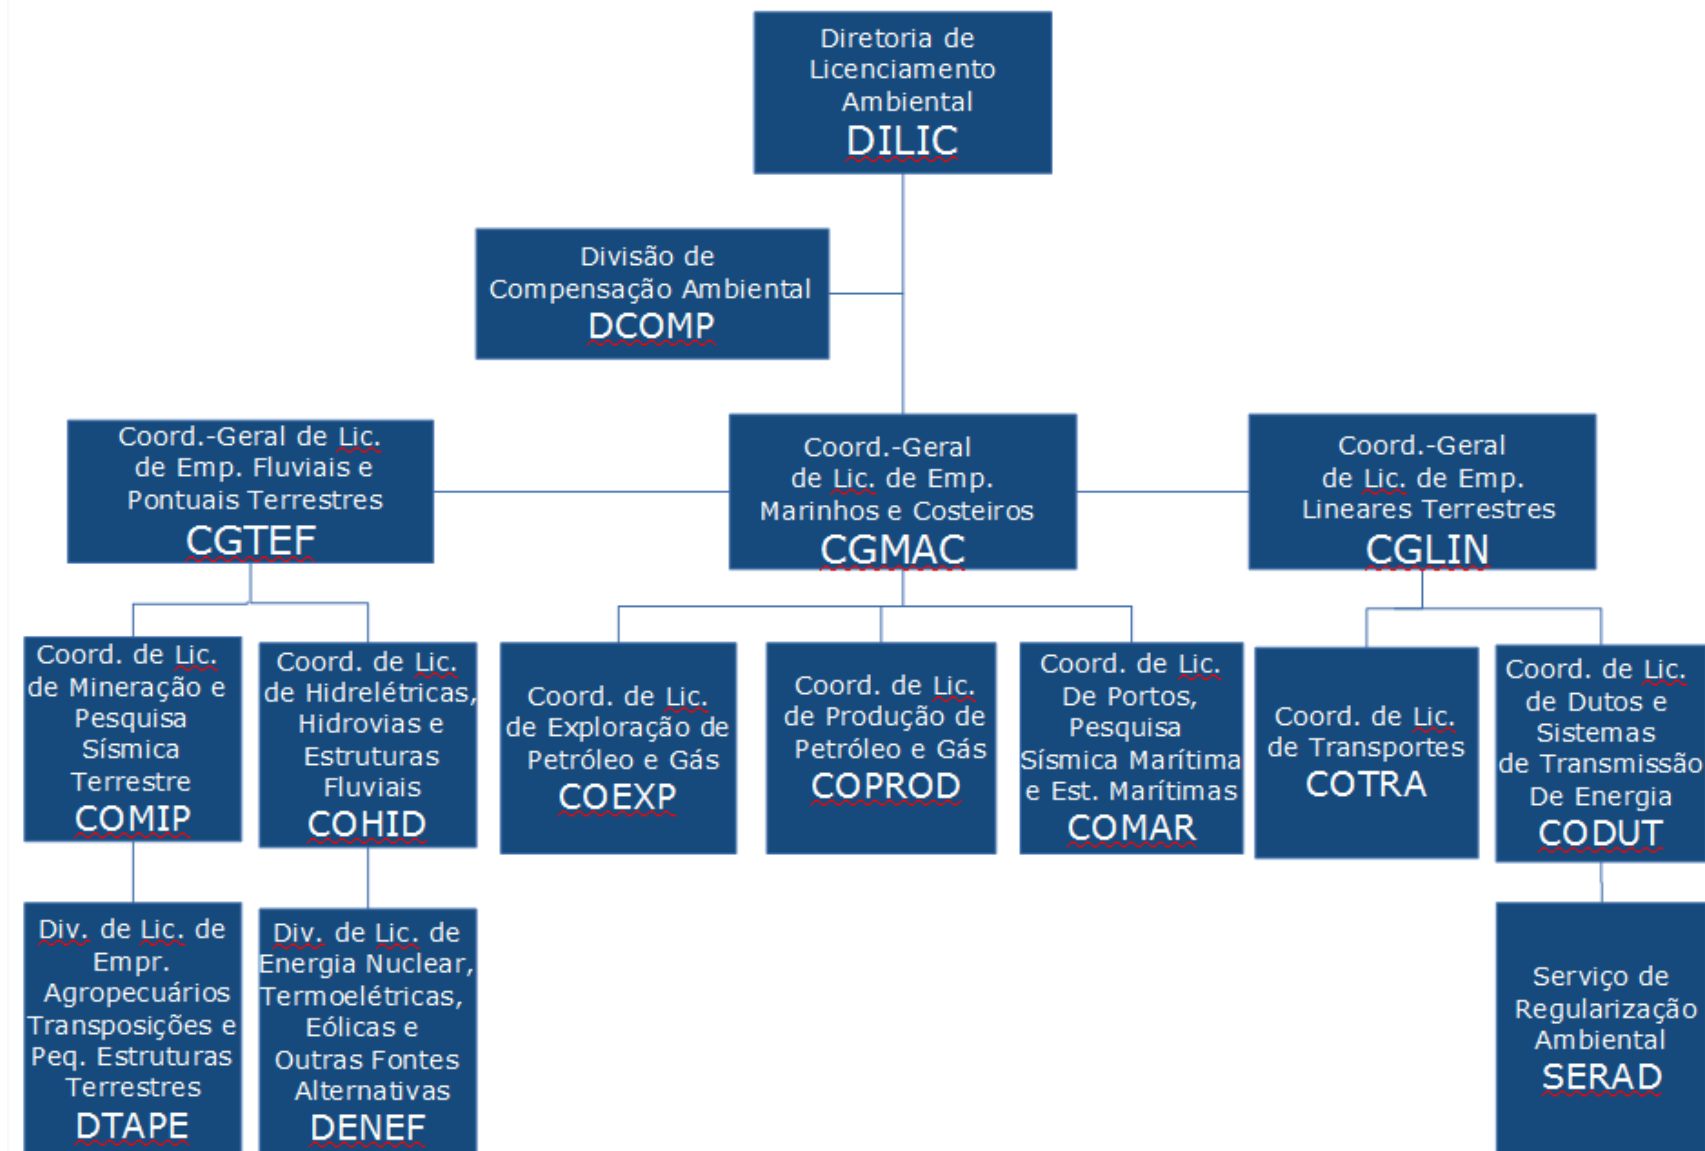 Diretoria de
Licenciamento
Ambiental
DILIC
Divisão de
Compensação Ambiental
DCOMP
Coord.-Geral de Lic.
de Emp. Fluviais e
Pontuais Terrestres
CGTEF
Coord.-Geral
de Lic. de Emp.
Marinhos e Costeiros
CGMAC
Coord.-Geral
de Lic. de Emp.
Lineares Terrestres
CGLIN
Coord. de Lic.
de Mineração e
Pesquisa
Sísmica
Terrestre
COMIP
Coord. de Lic.
de Hidrelétricas,
Hidrovias e
Estruturas
Fluviais
COHID
Coord. de Lic.
de Exploração de
Petróleo e Gás
COEXP
Coord. de Lic.
de Produção de
Petróleo e Gás
COPROD
Coord. de Lic.
De Portos,
Pesquisa
Sísmica Marítima
e Est. Marítimas
COMAR
Coord. de Lic.
de Transportes
COTRA
Coord. de Lic.
de Dutos e
Sistemas
de Transmissão
De Energia
CODUT
Div. de Lic. de
Empr.
Agropecuários
Transposições e
Peq. Estruturas
Terrestres
DTAPE
Div. de Lic. de
Energia Nuclear,
Termoelétricas,
Eólicas e
Outras Fontes
Alternativas
DENEF
Serviço de
Regularização
Ambiental
SERAD